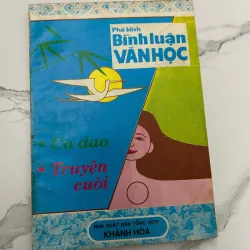 Phê bình
Bình luận
VĂN HỌC
• Ca dao
• Truyện
cười
NHÀ XUẤT BẢN TỔNG HỢP
KHÁNH HÒA